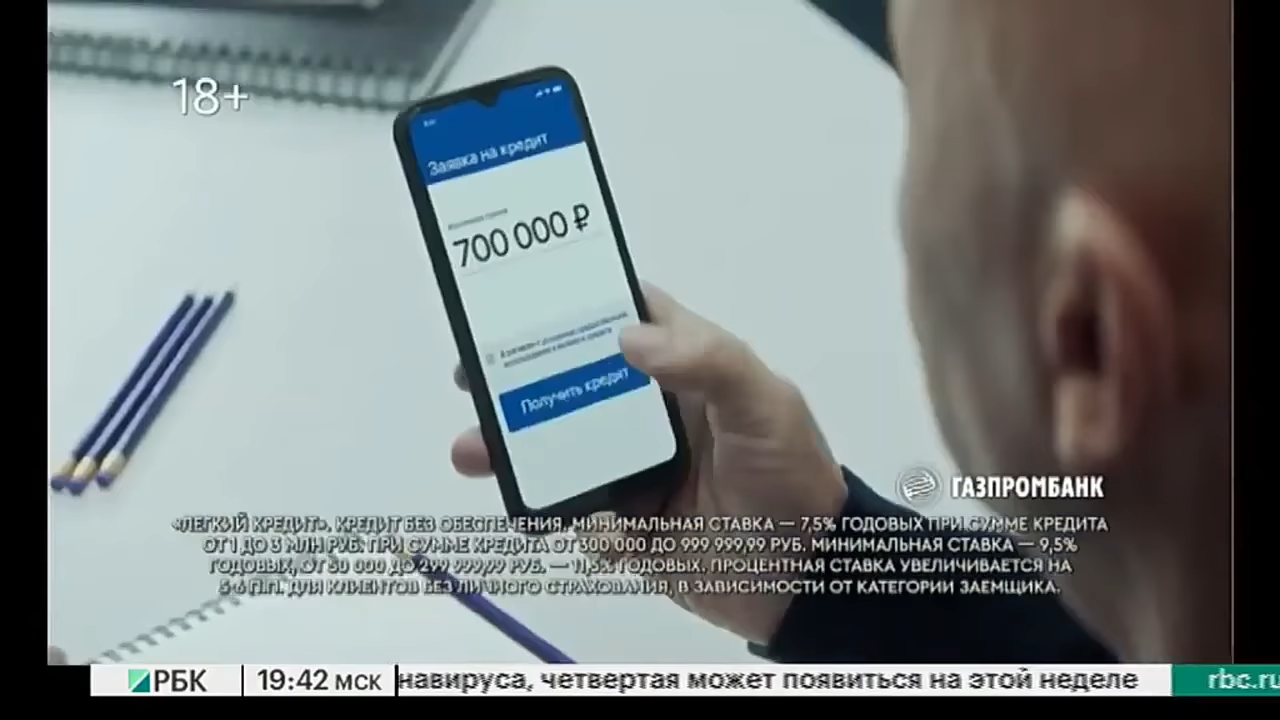 18+
Заявка на кредит
700 000 ₽
Получить кредит
ГАЗПРОМБАНК
«ЛЕГКИЙ КРЕДИТ». КРЕДИТ БЕЗ ОБЕСПЕЧЕНИЯ. МИНИМАЛЬНАЯ СТАВКА — 7,5% ГОДОВЫХ ПРИ СУММЕ КРЕДИТА
ОТ 1 ДО 3 МЛН РУБ. ПРИ СУММЕ КРЕДИТА ОТ 300 000 ДО 999 999,99 РУБ. МИНИМАЛЬНАЯ СТАВКА — 9,5%
ГОДОВЫХ, ОТ 50 000 ДО 299 999,99 РУБ. — 11,5% ГОДОВЫХ. ПРОЦЕНТНАЯ СТАВКА УВЕЛИЧИВАЕТСЯ НА
5-6 П.П. ДЛЯ КЛИЕНТОВ БЕЗ ЛИЧНОГО СТРАХОВАНИЯ, В ЗАВИСИМОСТИ ОТ КАТЕГОРИИ ЗАЕМЩИКА.
РБК 19:42 МСК навируса, четвертая может появиться на этой неделе rbc.ru